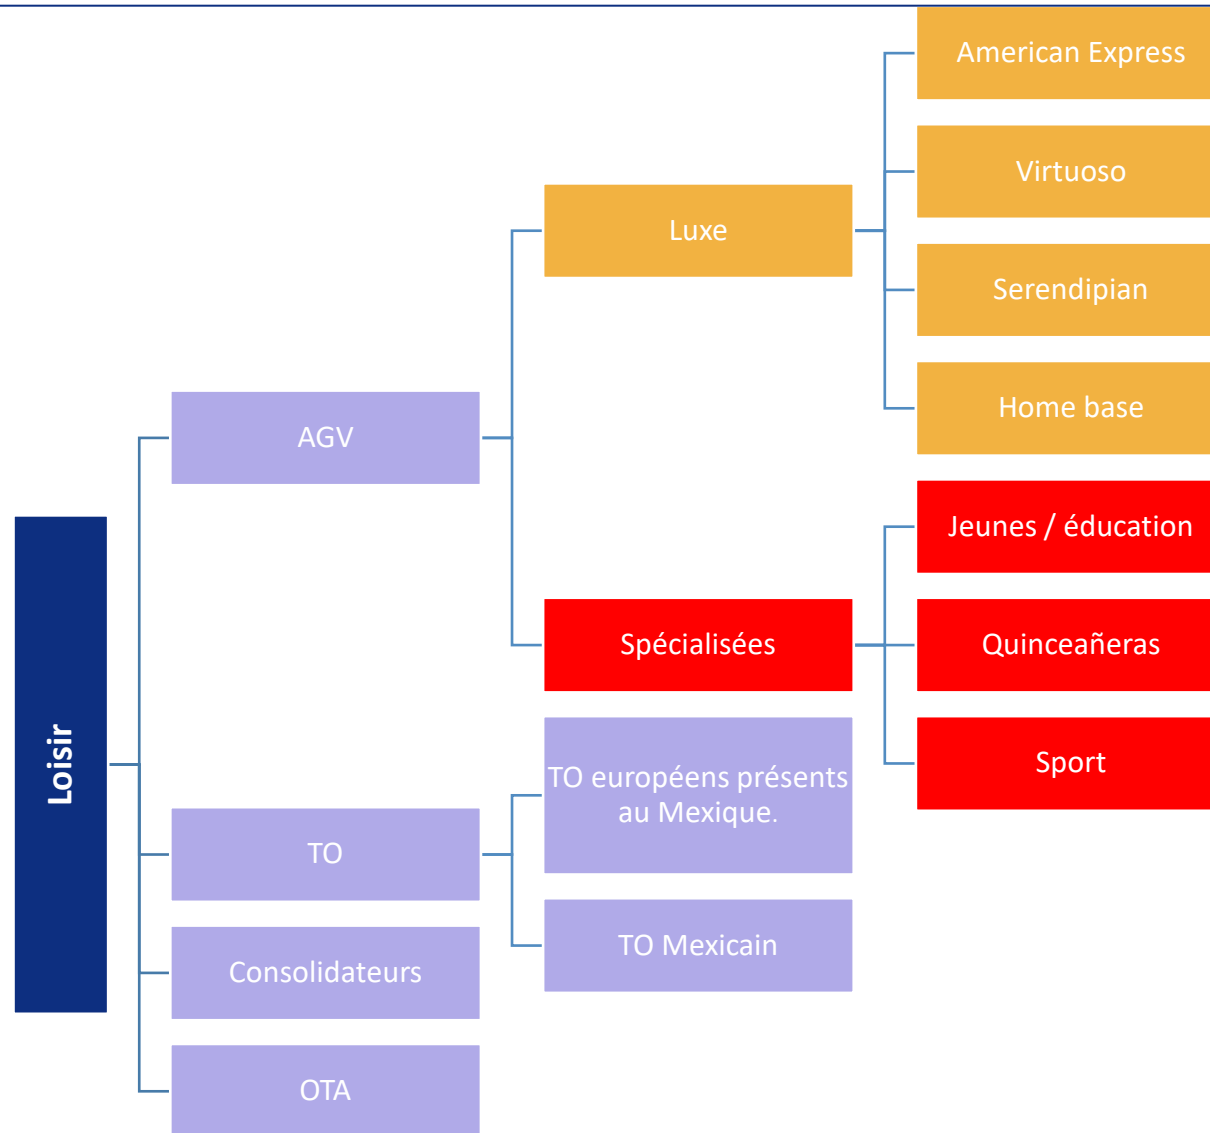 American Express
Virtuoso
Luxe
Serendipian
Home base
AGV
Jeunes / éducation
Spécialisées
Quinceañeras
Sport
Loisir
TO européens présents
au Mexique.
TO
TO Mexicain
Consolidateurs
OTA